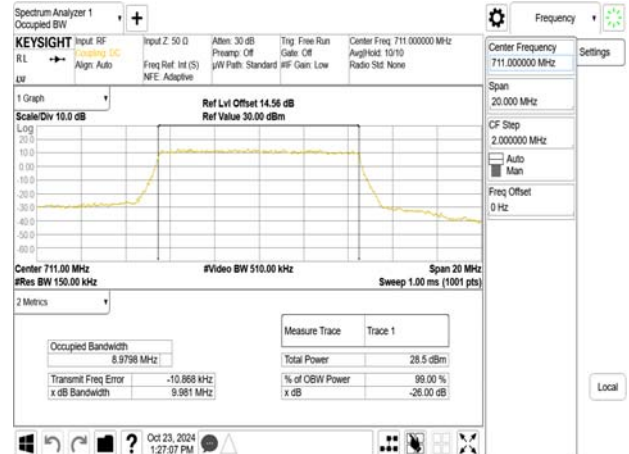 Spectrum Analyzer 1
Occupied BW
Frequency
KEYSIGHT
Input: RF
Coupling: DC
Align: Auto
Input Z: 50 Ω
Freq Ref: Int (S)
NFE: Adaptive
Atten: 30 dB
Preamp: Off
µW Path: Standard
Trig: Free Run
Gate: Off
#IF Gain: Low
Center Freq: 711.000000 MHz
Avg|Hold: 10/10
Radio Std: None
RL
LXI
Center Frequency
711.000000 MHz
Settings
Span
20.000 MHz
CF Step
2.000000 MHz
Auto
Man
Freq Offset
0 Hz
Local
1 Graph
Scale/Div 10.0 dB
Ref Lvl Offset 14.56 dB
Ref Value 30.00 dBm
Log
20.0
10.0
0.00
-10.0
-20.0
-30.0
-40.0
-50.0
-60.0
Center 711.00 MHz
#Video BW 510.00 kHz
Span 20 MHz
#Res BW 150.00 kHz
Sweep 1.00 ms (1001 pts)
2 Metrics
Measure Trace
Trace 1
Occupied Bandwidth
8.9798 MHz
Total Power
28.5 dBm
Transmit Freq Error
-10.868 kHz
% of OBW Power
99.00 %
x dB Bandwidth
9.981 MHz
x dB
-26.00 dB
?
Oct 23, 2024
1:27:07 PM